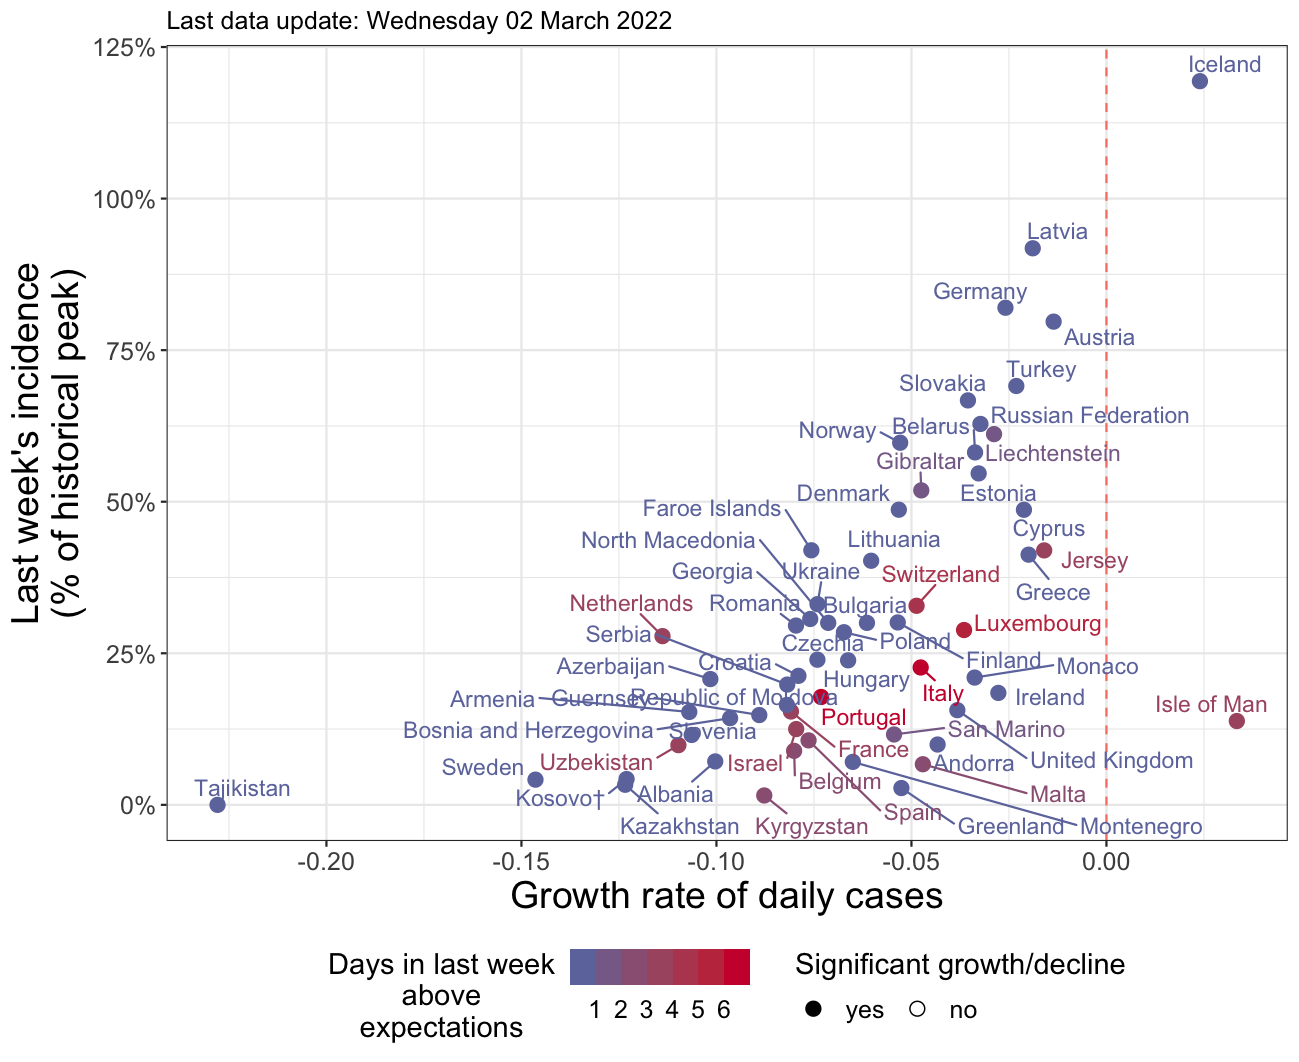 Last data update: Wednesday 02 March 2022
125%
Iceland
100%
Latvia
Germany
Austria
75%
Turkey
Slovakia
Russian Federation
Belarus
Norway
Liechtenstein
Gibraltar
Denmark
Estonia
50%
Faroe Islands
Cyprus
North Macedonia
Lithuania
Jersey
Georgia
Ukraine
Switzerland
Greece
Netherlands
Romania
Bulgaria
Luxembourg
Serbia
Czechia
Poland
25%
Azerbaijan
Croatia
Finland
Monaco
Hungary
Italy
Armenia
Guernsey
Republic of Moldova
Ireland
Isle of Man
Portugal
Bosnia and Herzegovina
Slovenia
San Marino
France
Sweden
Uzbekistan
Israel
Andorra
United Kingdom
Tajikistan
Belgium
Kosovo†
Albania
Malta
0%
Spain
Kazakhstan
Kyrgyzstan
Greenland
Montenegro
Last week's incidence
(% of historical peak)
-0.20
-0.15
-0.10
-0.05
0.00
Growth rate of daily cases
Days in last week
above
expectations
1 2 3 4 5 6
Significant growth/decline
yes
no